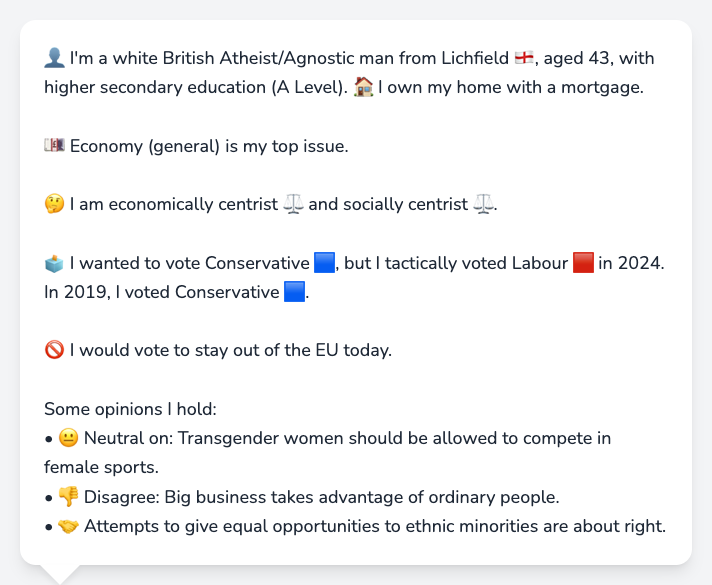 👤 I'm a white British Atheist/Agnostic man from Lichfield 🏴󠁧󠁢󠁥󠁮󠁧󠁿, aged 43, with
higher secondary education (A Level). 🏠 I own my home with a mortgage.
💷 Economy (general) is my top issue.
🤔 I am economically centrist ⚖️ and socially centrist ⚖️.
🗳️ I wanted to vote Conservative 🟦, but I tactically voted Labour 🟥 in 2024.
In 2019, I voted Conservative 🟦.
🚫 I would vote to stay out of the EU today.
Some opinions I hold:
• 😐 Neutral on: Transgender women should be allowed to compete in
female sports.
• 👎 Disagree: Big business takes advantage of ordinary people.
• 🤝 Attempts to give equal opportunities to ethnic minorities are about right.